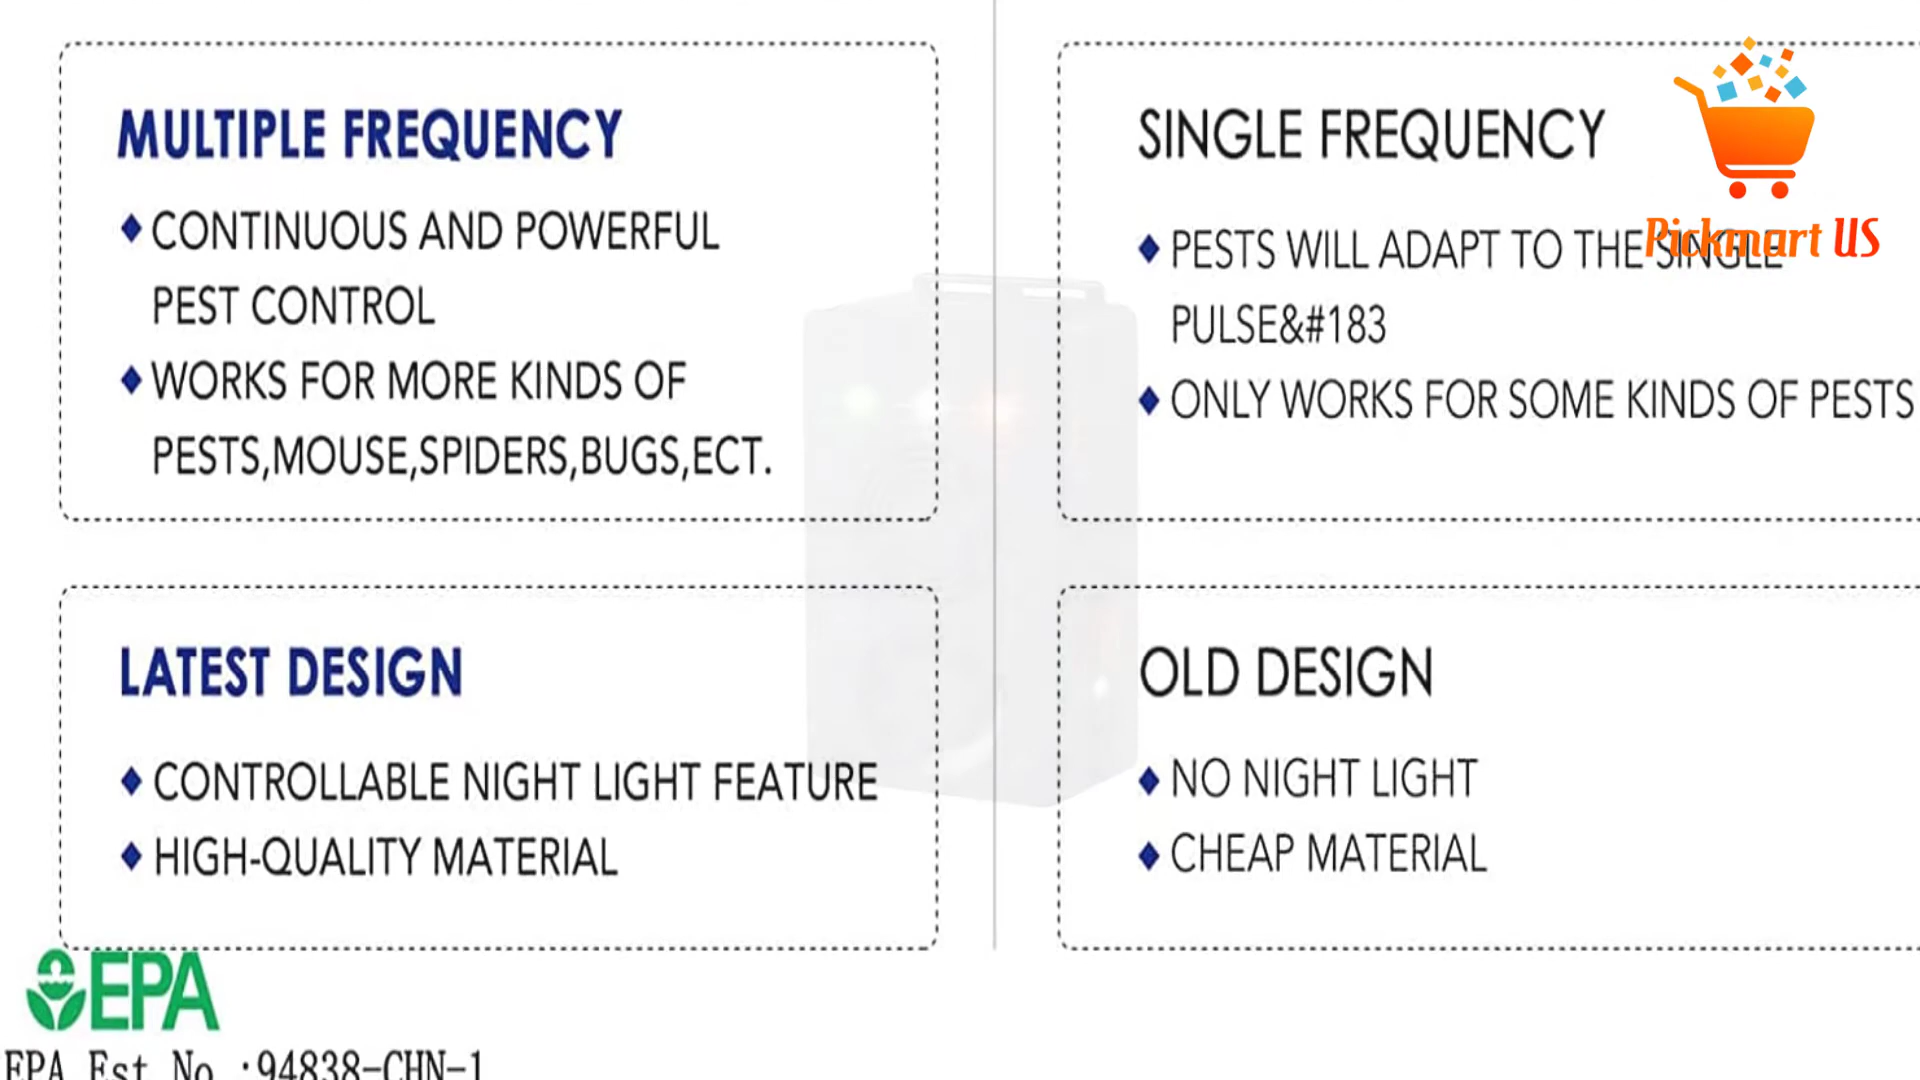 MULTIPLE FREQUENCY
CONTINUOUS AND POWERFUL
PEST CONTROL
WORKS FOR MORE KINDS OF
PESTS,MOUSE,SPIDERS,BUGS,ECT.
SINGLE FREQUENCY
PESTS WILL ADAPT TO THE SINGLE
PULSE&#183
ONLY WORKS FOR SOME KINDS OF PESTS
Pickmart US
LATEST DESIGN
CONTROLLABLE NIGHT LIGHT FEATURE
HIGH-QUALITY MATERIAL
OLD DESIGN
NO NIGHT LIGHT
CHEAP MATERIAL
EPA
EPA Est No.:94838-CHN-1